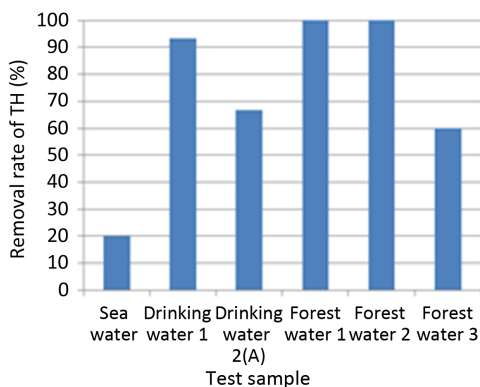 Removal rate of TH (%)
100
90
80
70
60
50
40
30
20
10
0
Sea water
Drinking water 1
Drinking water 2(A)
Forest water 1
Forest water 2
Forest water 3
Test sample